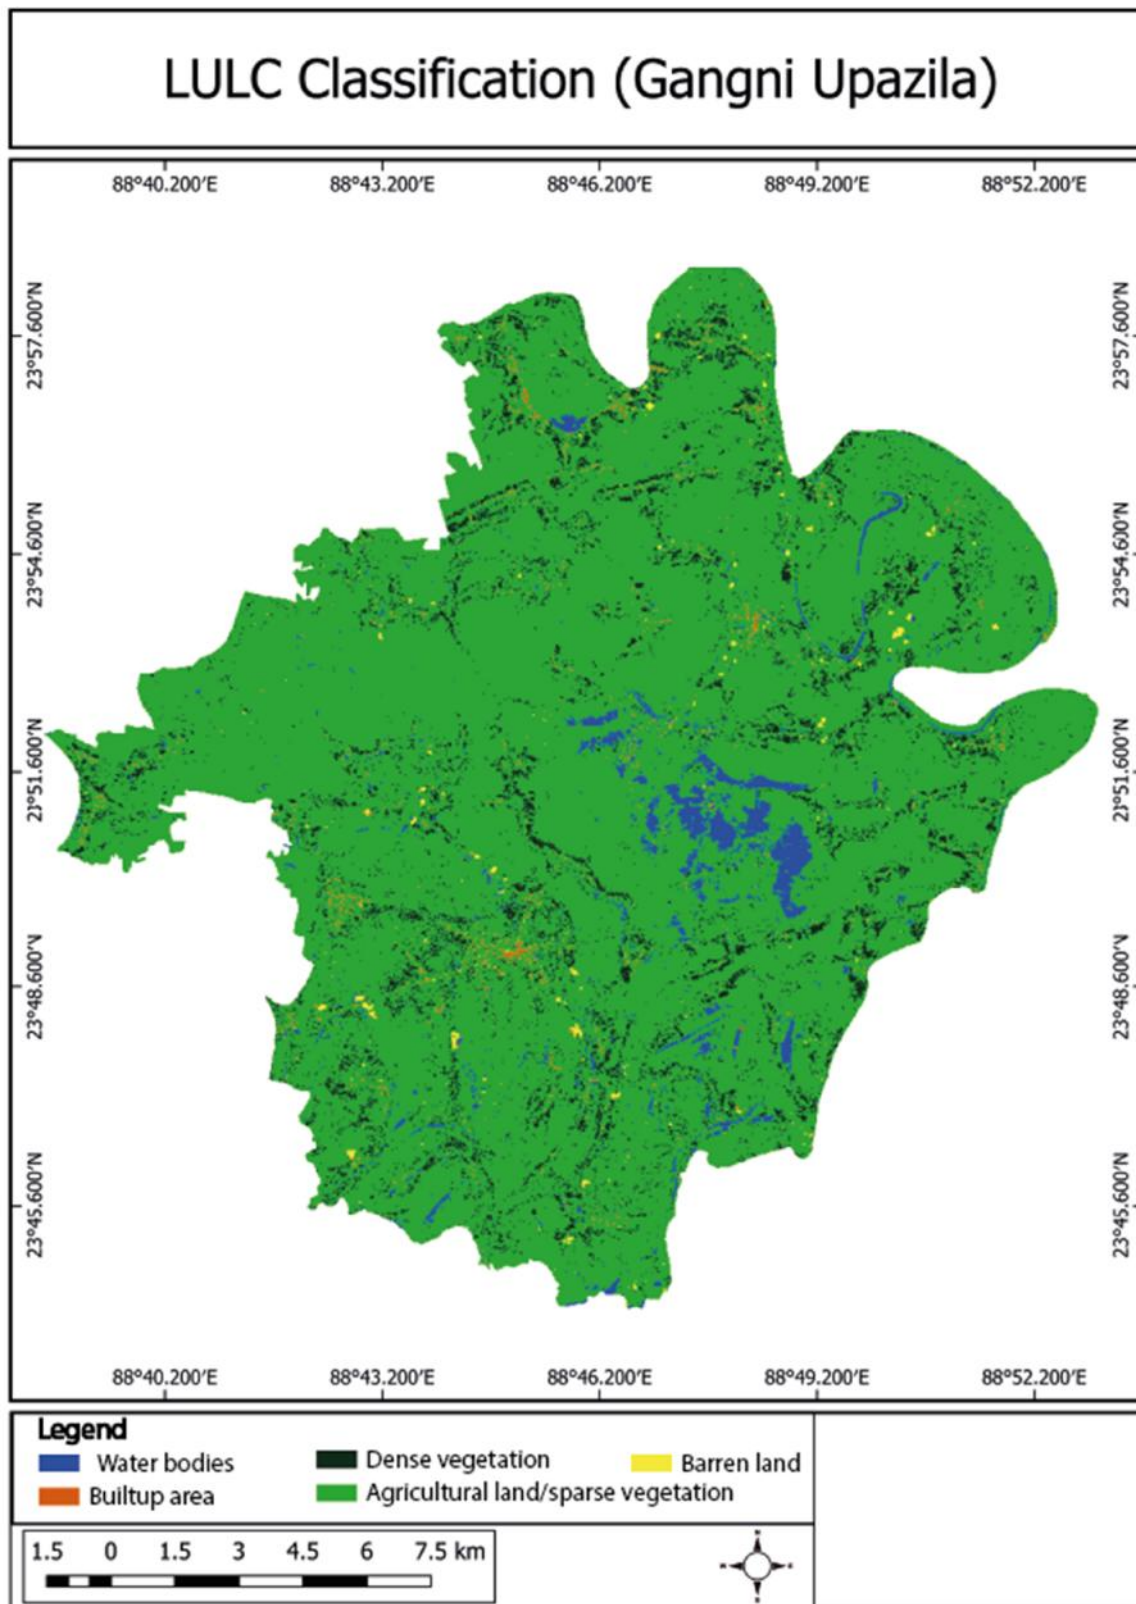 LULC Classification (Gangni Upazila)
88°40.200'E 88°43.200'E 88°46.200'E 88°49.200'E 88°52.200'E
23°57.600'N 23°57.600'N
23°54.600'N 23°54.600'N
23°51.600'N 23°51.600'N
23°48.600'N 23°48.600'N
23°45.600'N 23°45.600'N
88°40.200'E 88°43.200'E 88°46.200'E 88°49.200'E 88°52.200'E
Legend
Water bodies Dense vegetation Barren land
Builtup area Agricultural land/sparse vegetation
1.5 0 1.5 3 4.5 6 7.5 km